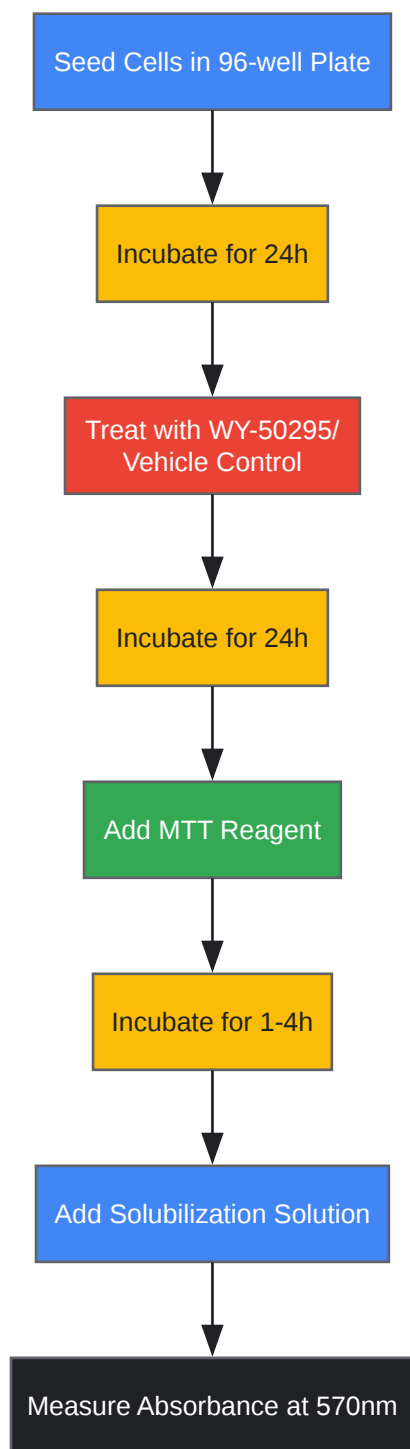 Seed Cells in 96-well Plate
Incubate for 24h
Treat with WY-50295/
Vehicle Control
Incubate for 24h
Add MTT Reagent
Incubate for 1-4h
Add Solubilization Solution
Measure Absorbance at 570nm